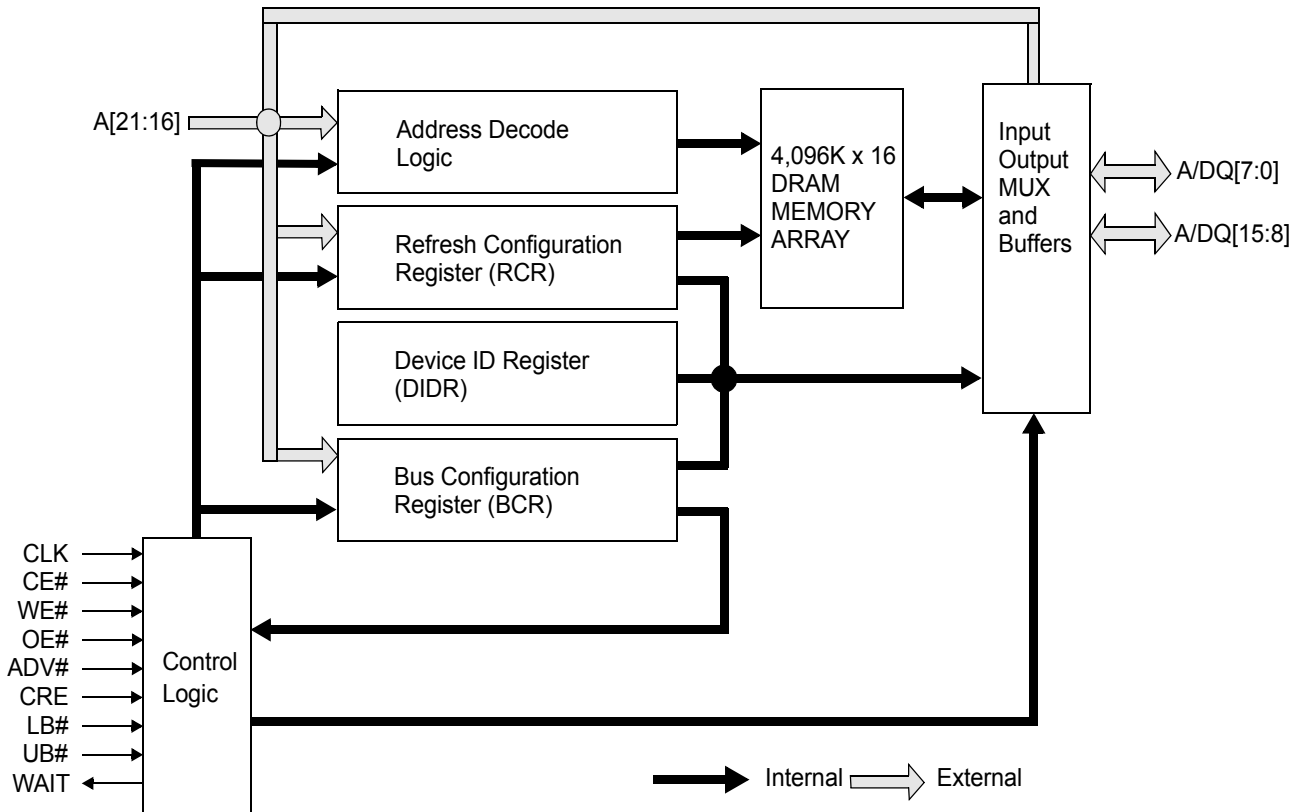 A[21:16]
Address Decode
Logic
4,096K x 16
DRAM
MEMORY
ARRAY
Input
Output
MUX
and
Buffers
A/DQ[7:0]
A/DQ[15:8]
Refresh Configuration
Register (RCR)
Device ID Register
(DIDR)
Bus Configuration
Register (BCR)
CLK
CE#
WE#
OE#
ADV#
CRE
LB#
UB#
WAIT
Control
Logic
Internal
External